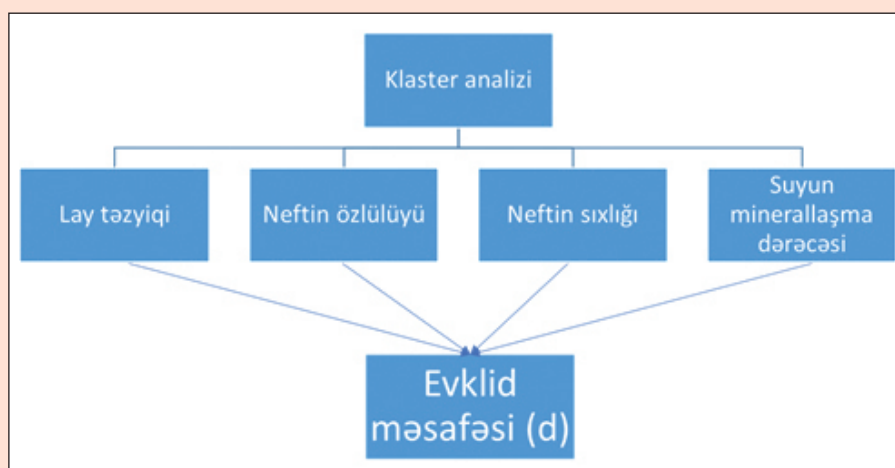 Klaster analizi
Lay təzyiqi
Neftin özlülüyü
Neftin sıxlığı
Suyun
minerallaşma
dərəcəsi
Evklid
məsafəsi (d)